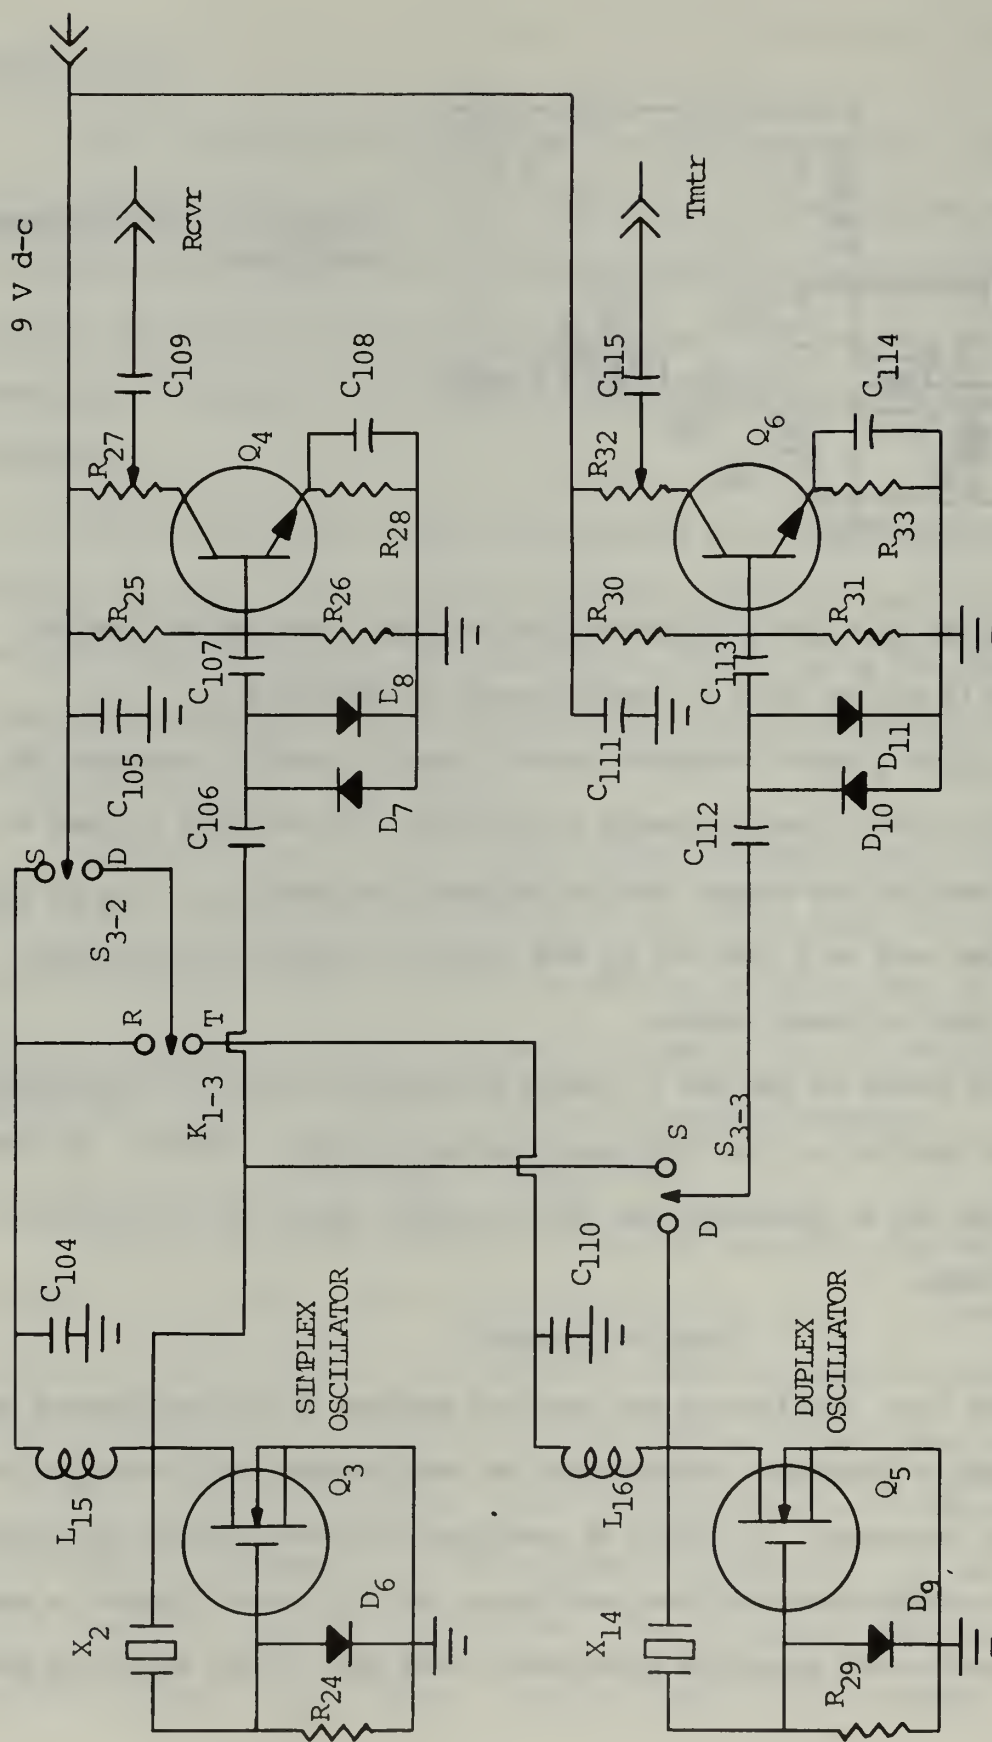 9 V d-c
R27
C109
Rcvr
R25
Q4
C108
R28
R26
C107
D8
C105
C106
D7
S
D
S3-2
R
T
K1-3
C104
L15
SIMPLEX
OSCILLATOR
Q3
X2
D6
R24
R32
C115
Tmtr
R30
Q6
C114
R33
R31
C113
D11
C111
C112
D10
S
D
S3-3
C110
L16
DUPLEX
OSCILLATOR
Q5
X14
D9
R29